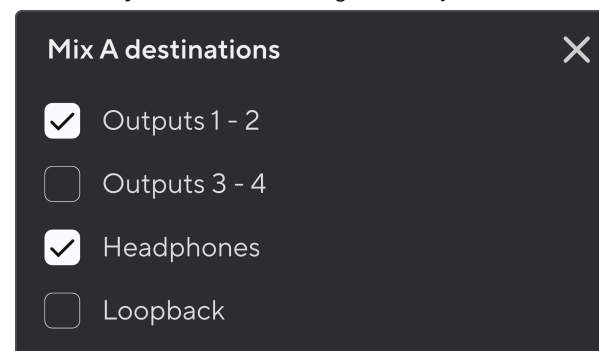 Mix A destinations
Outputs 1 - 2
Outputs 3 - 4
Headphones
Loopback